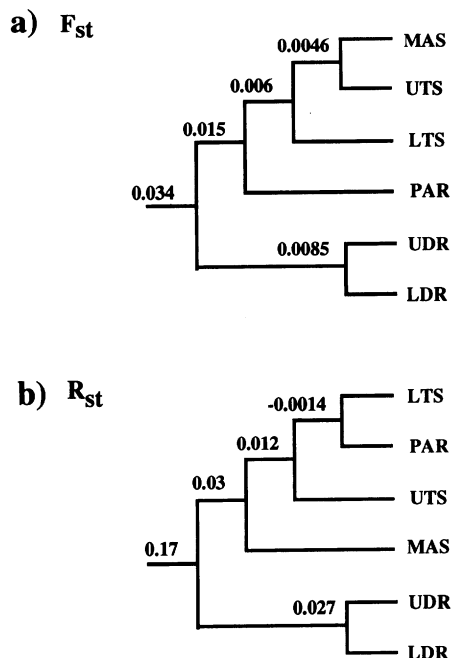 a) Fst
0.0046
MAS
0.006
UTS
0.015
LTS
0.034
PAR
UDR
0.0085
LDR
b) Rst
LTS
-0.0014
PAR
0.012
0.03
UTS
0.17
MAS
UDR
0.027
LDR